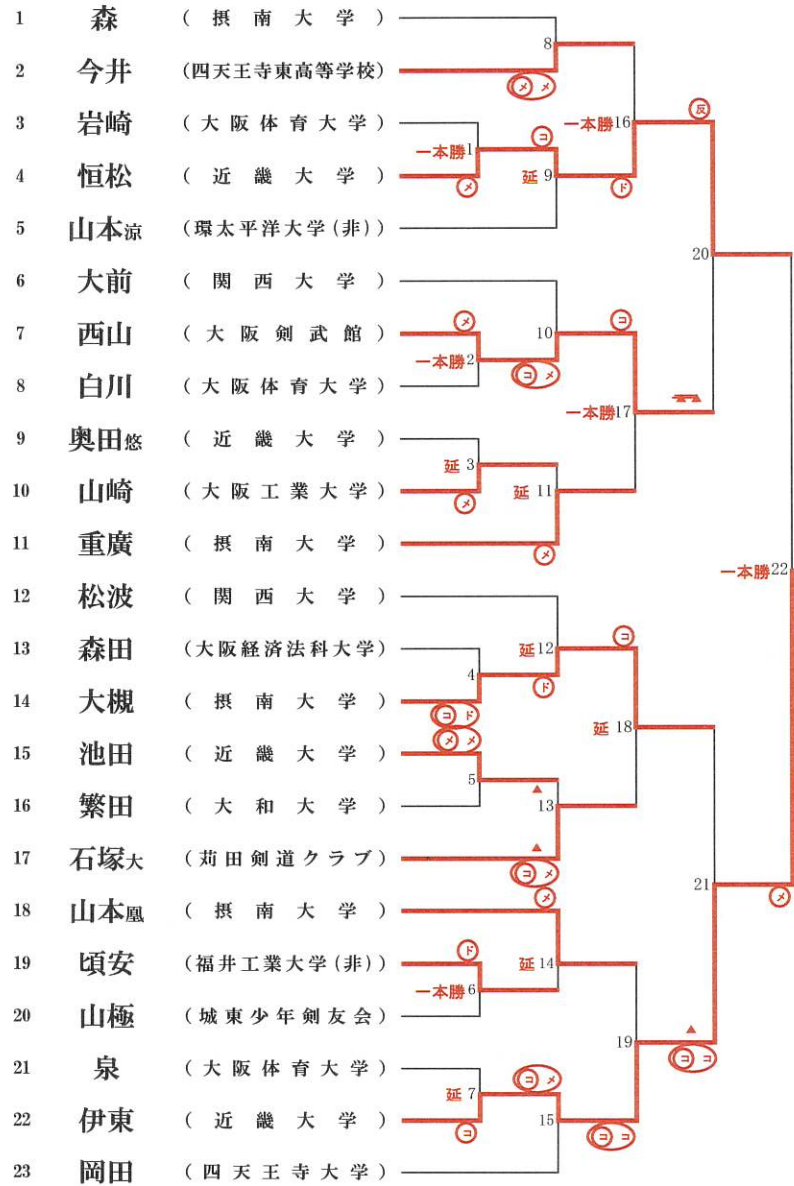 1 森 (摂南大学)
8
2 今井 (四天王寺東高等学校)
メ メ
反
3 岩崎 (大阪体育大学)
コ
一本勝16
一本勝1
4 恒松 (近畿大学)
メ
延 9
ド
5 山本涼 (環太平洋大学(非))
20
6 大前 (関西大学)
メ
コ
7 西山 (大阪剣武館)
10
一本勝2
コ メ
8 白川 (大阪体育大学)
▲▲
一本勝17
9 奥田悠 (近畿大学)
延 3
10 山崎 (大阪工業大学)
メ
延 11
11 重廣 (摂南大学)
メ
一本勝22
12 松波 (関西大学)
コ
13 森田 (大阪経済法科大学)
延12
4
14 大槻 (摂南大学)
ド
コ ド
延 18
メ メ
15 池田 (近畿大学)
5
▲
16 繁田 (大和大学)
13
▲
17 石塚大 (苅田剣道クラブ)
コ メ
21
メ
メ
18 山本凰 (摂南大学)
ド
19 頃安 (福井工業大学(非))
延14
一本勝6
20 山極 (城東少年剣友会)
▲
19
コ コ
21 泉 (大阪体育大学)
コ メ
延 7
22 伊東 (近畿大学)
コ
15
コ コ
23 岡田 (四天王寺大学)